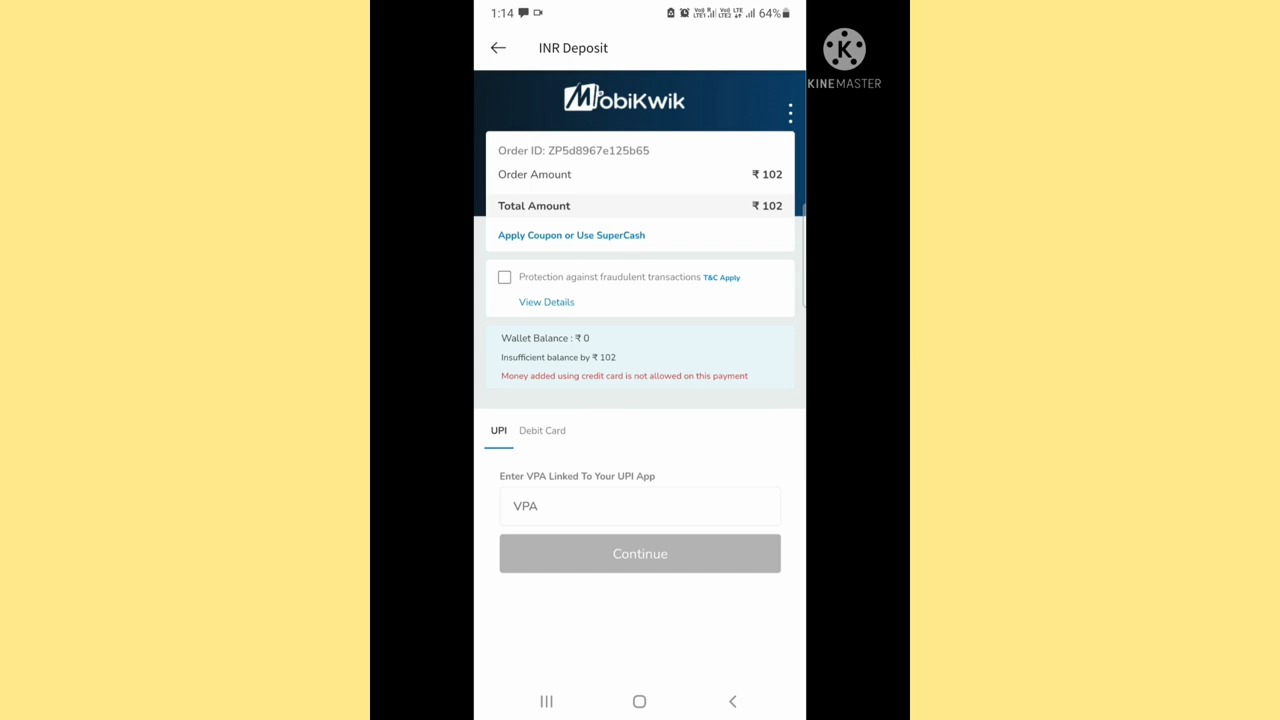 1:14
64%
INR Deposit
K
KINEMASTER
MobiKwik
Order ID: ZP5d8967e125b65
Order Amount ₹ 102
Total Amount ₹ 102
Apply Coupon or Use SuperCash
Protection against fraudulent transactions T&C Apply
View Details
Wallet Balance : ₹ 0
Insufficient balance by ₹ 102
Money added using credit card is not allowed on this payment
UPI Debit Card
Enter VPA Linked To Your UPI App
VPA
Continue